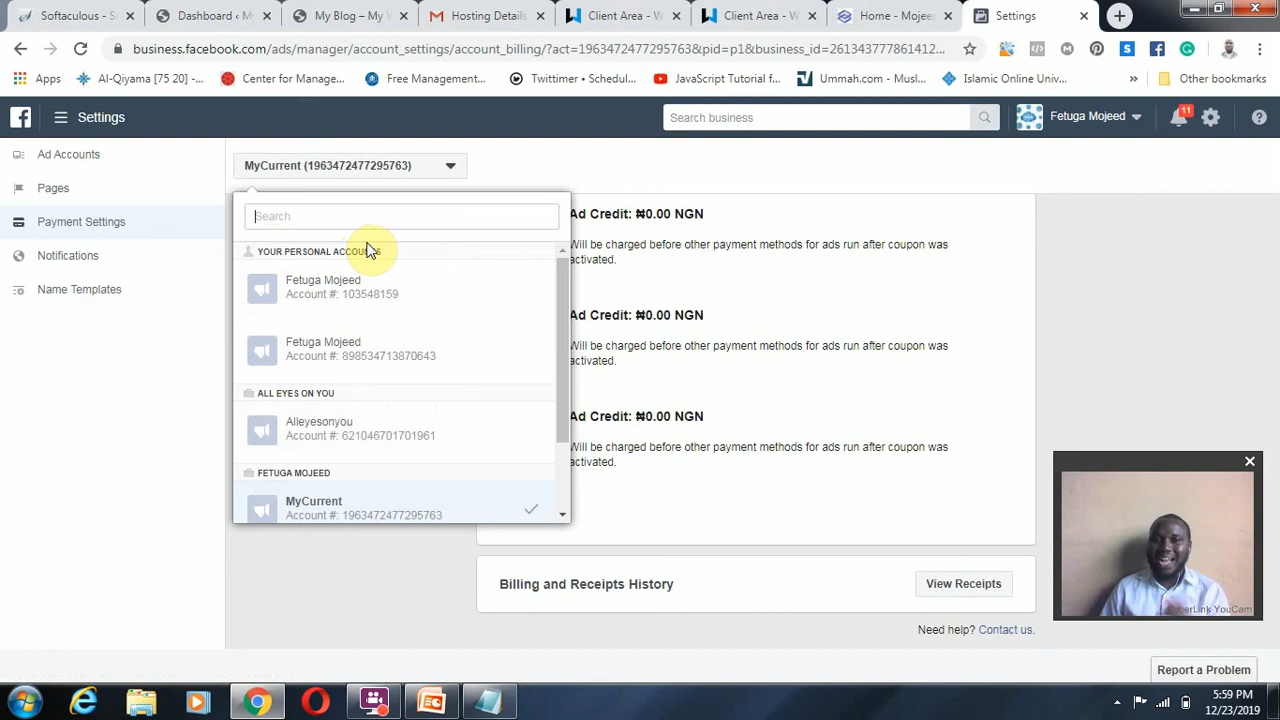 Softaculous - S
Dashboard ‹ M
My Blog – My
Hosting Detai
Client Area - W
Client Area - W
Home - Moje
Settings
business.facebook.com/ads/manager/account_settings/account_billing/?act=1963472477295763&pid=p1&business_id=261343777861412...
Apps
Al-Qiyama [75 20] -...
Center for Manage...
Free Management...
Twittimer • Schedul...
JavaScript Tutorial f...
Ummah.com - Musl...
Islamic Online Univ...
»
Other bookmarks
Settings
Search business
Fetuga Mojeed
11
Ad Accounts
Pages
Payment Settings
Notifications
Name Templates
MyCurrent (1963472477295763)
Search
YOUR PERSONAL ACCOUNTS
Fetuga Mojeed
Account #: 103548159
Fetuga Mojeed
Account #: 898534713870643
ALL EYES ON YOU
Alleyesonyou
Account #: 621046701701961
FETUGA MOJEED
MyCurrent
Account #: 1963472477295763
Ad Credit: ₦0.00 NGN
Will be charged before other payment methods for ads run after coupon was
activated.
Ad Credit: ₦0.00 NGN
Will be charged before other payment methods for ads run after coupon was
activated.
Ad Credit: ₦0.00 NGN
Will be charged before other payment methods for ads run after coupon was
activated.
Billing and Receipts History
View Receipts
Need help? Contact us.
Report a Problem
CyberLink YouCam
5:59 PM
12/23/2019